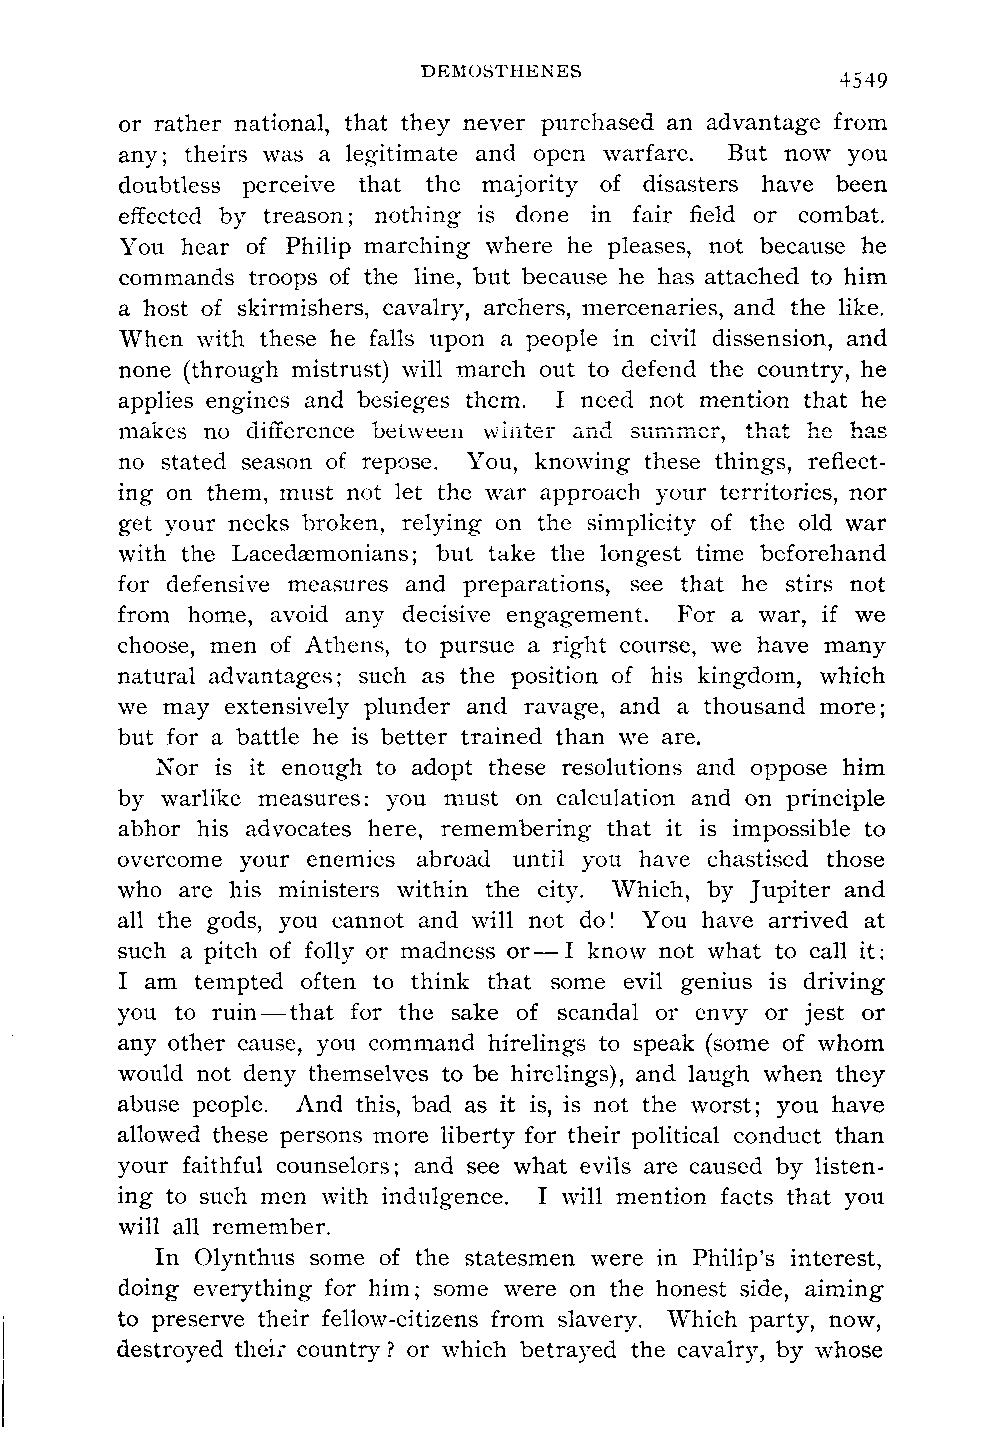 DEMOSTHENES
4549
or rather national, that they never purchased an advantage from
any; theirs was a legitimate and open warfare. But now you
doubtless perceive that the majority of disasters have been
effected by treason; nothing is done in fair field or combat.
You hear of Philip marching where he pleases, not because he
commands troops of the line, but because he has attached to him
a host of skirmishers, cavalry, archers, mercenaries, and the like.
When with these he falls upon a people in civil dissension, and
none (through mistrust) will march out to defend the country, he
applies engines and besieges them. I need not mention that he
makes no difference between winter and summer, that he has
no stated season of repose. You, knowing these things, reflect-
ing on them, must not let the war approach your territories, nor
get your necks broken, relying on the simplicity of the old war
with the Lacedæmonians; but take the longest time beforehand
for defensive measures and preparations, see that he stirs not
from home, avoid any decisive engagement. For a war, if we
choose, men of Athens, to pursue a right course, we have many
natural advantages; such as the position of his kingdom, which
we may extensively plunder and ravage, and a thousand more;
but for a battle he is better trained than we are.
Nor is it enough to adopt these resolutions and oppose him
by warlike measures: you must on calculation and on principle
abhor his advocates here, remembering that it is impossible to
overcome your enemies abroad until you have chastised those
who are his ministers within the city. Which, by Jupiter and
all the gods, you cannot and will not do! You have arrived at
such a pitch of folly or madness or—I know not what to call it;
I am tempted often to think that some evil genius is driving
you to ruin—that for the sake of scandal or envy or jest or
any other cause, you command hirelings to speak (some of whom
would not deny themselves to be hirelings), and laugh when they
abuse people. And this, bad as it is, is not the worst; you have
allowed these persons more liberty for their political conduct than
your faithful counselors; and see what evils are caused by listen-
ing to such men with indulgence. I will mention facts that you
will all remember.
In Olynthus some of the statesmen were in Philip's interest,
doing everything for him; some were on the honest side, aiming
to preserve their fellow-citizens from slavery. Which party, now,
destroyed their country? or which betrayed the cavalry, by whose